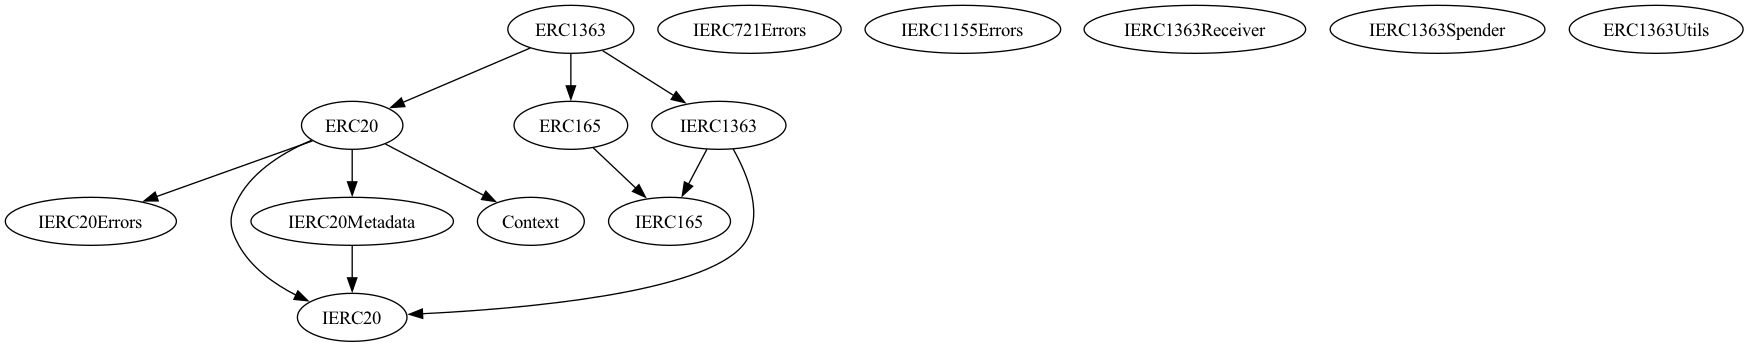 ERC1363
IERC721Errors
IERC1155Errors
IERC1363Receiver
IERC1363Spender
ERC1363Utils
ERC20
ERC165
IERC1363
IERC20Errors
IERC20Metadata
Context
IERC165
IERC20